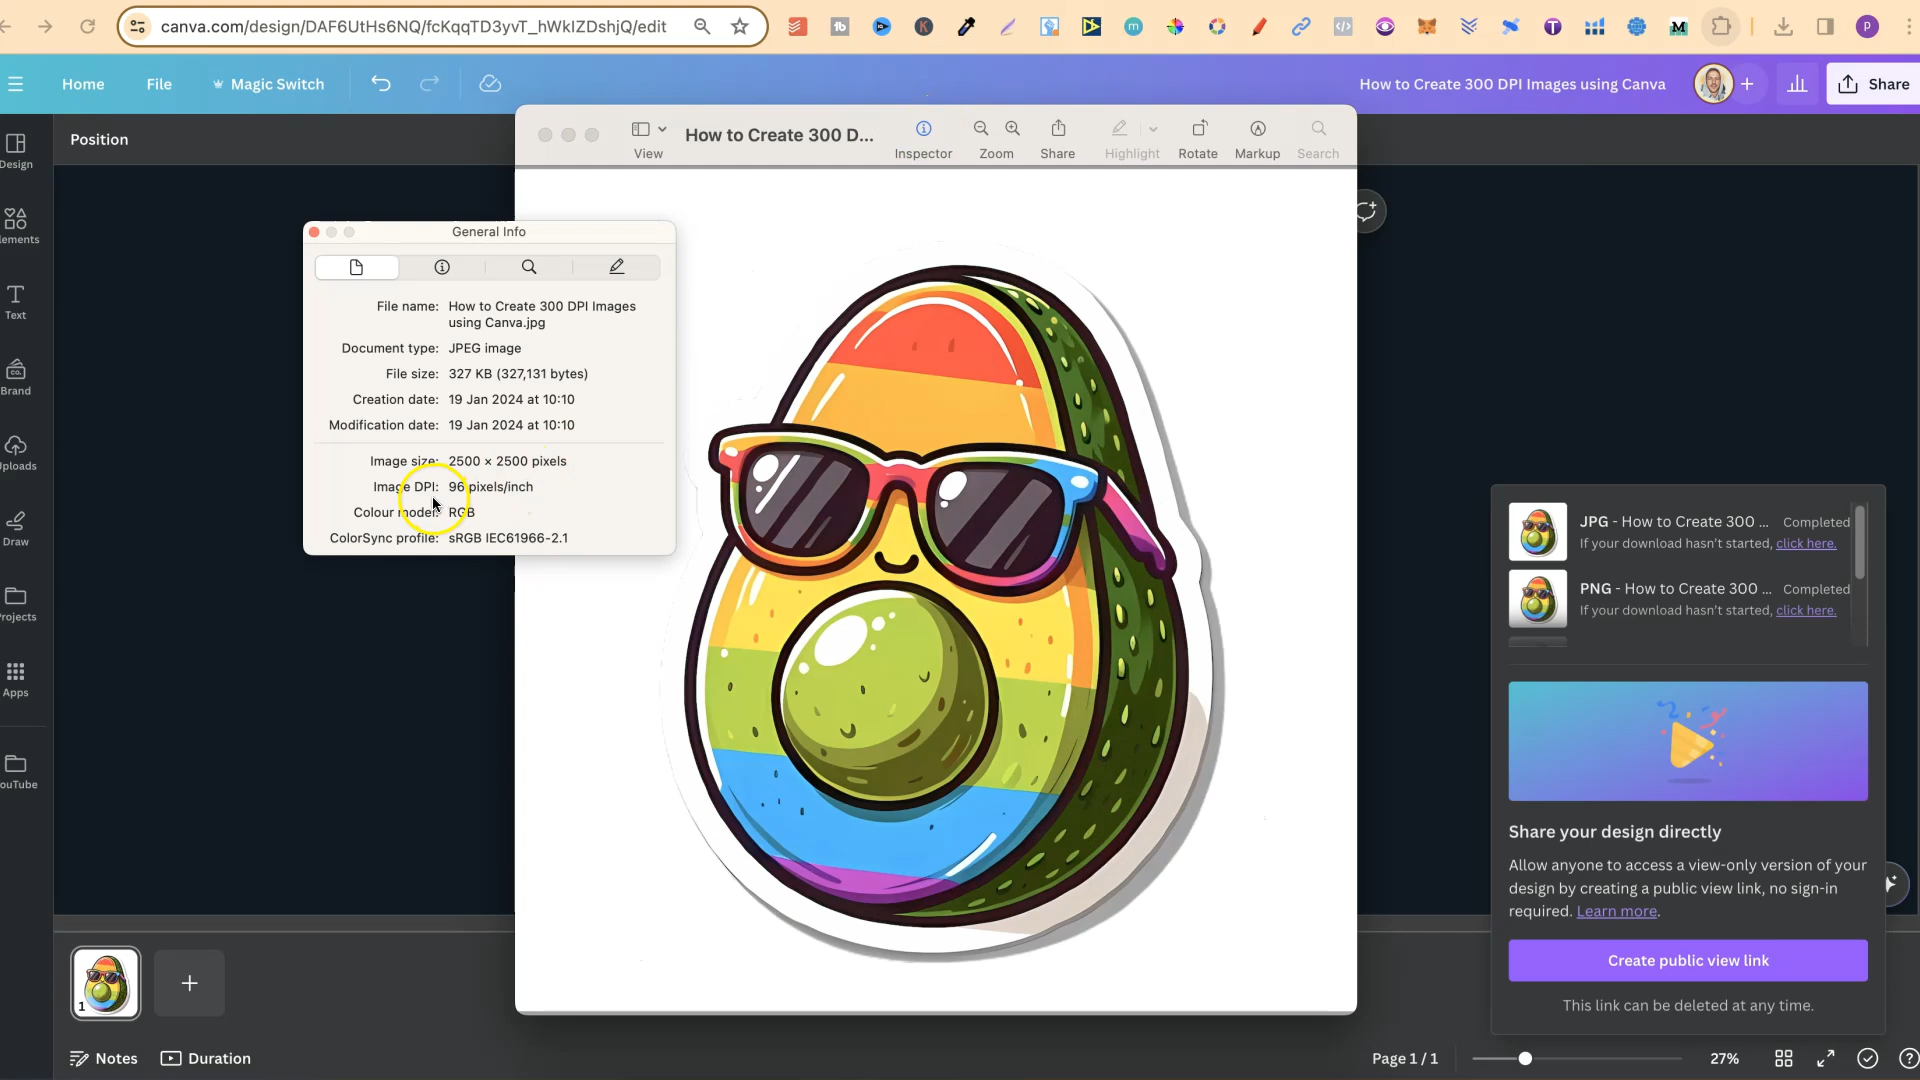 canva.com/design/DAF6UtHs6NQ/fcKqqTD3yvT_hWkIZDshjQ/edit
Home
File
Magic Switch
How to Create 300 DPI Images using Canva
Share
Position
Design
lements
Text
Brand
Uploads
Draw
Projects
Apps
ouTube
View
How to Create 300 D...
Inspector
Zoom
Share
Highlight
Rotate
Markup
Search
General Info
File name: How to Create 300 DPI Images
using Canva.jpg
Document type: JPEG image
File size: 327 KB (327,131 bytes)
Creation date: 19 Jan 2024 at 10:10
Modification date: 19 Jan 2024 at 10:10
Image size: 2500 × 2500 pixels
Image DPI: 96 pixels/inch
Colour model: RGB
ColorSync profile: sRGB IEC61966-2.1
JPG - How to Create 300 ... Completed
If your download hasn't started, click here.
PNG - How to Create 300 ... Completed
If your download hasn't started, click here.
Share your design directly
Allow anyone to access a view-only version of your
design by creating a public view link, no sign-in
required. Learn more.
Create public view link
This link can be deleted at any time.
1
Notes
Duration
Page 1 / 1
27%